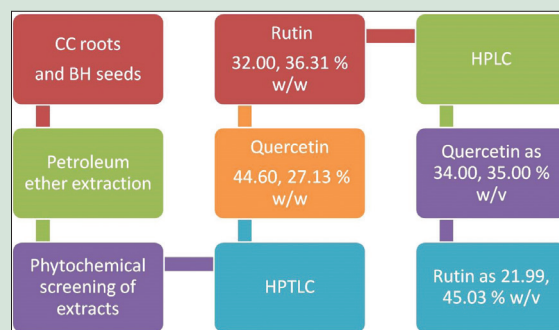 CC roots
and BH seeds
Petroleum
ether extraction
Phytochemical
screening of
extracts
HPTLC
Quercetin
44.60, 27.13 %
w/w
Rutin
32.00, 36.31 %
w/w
HPLC
Quercetin as
34.00, 35.00 %
w/v
Rutin as 21.99,
45.03 % w/v